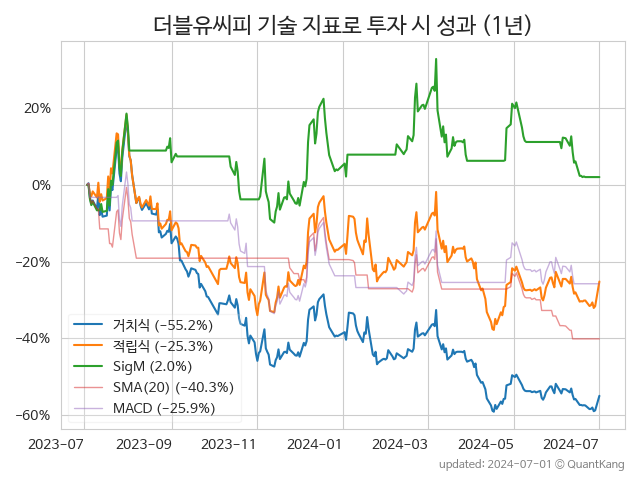 더블유씨피 기술 지표로 투자 시 성과 (1년)
20%
0%
−20%
−40%
−60%
거치식 (−55.2%)
적립식 (−25.3%)
SigM (2.0%)
SMA(20) (−40.3%)
MACD (−25.9%)
2023-07 2023-09 2023-11 2024-01 2024-03 2024-05 2024-07
updated: 2024-07-01 © QuantKang